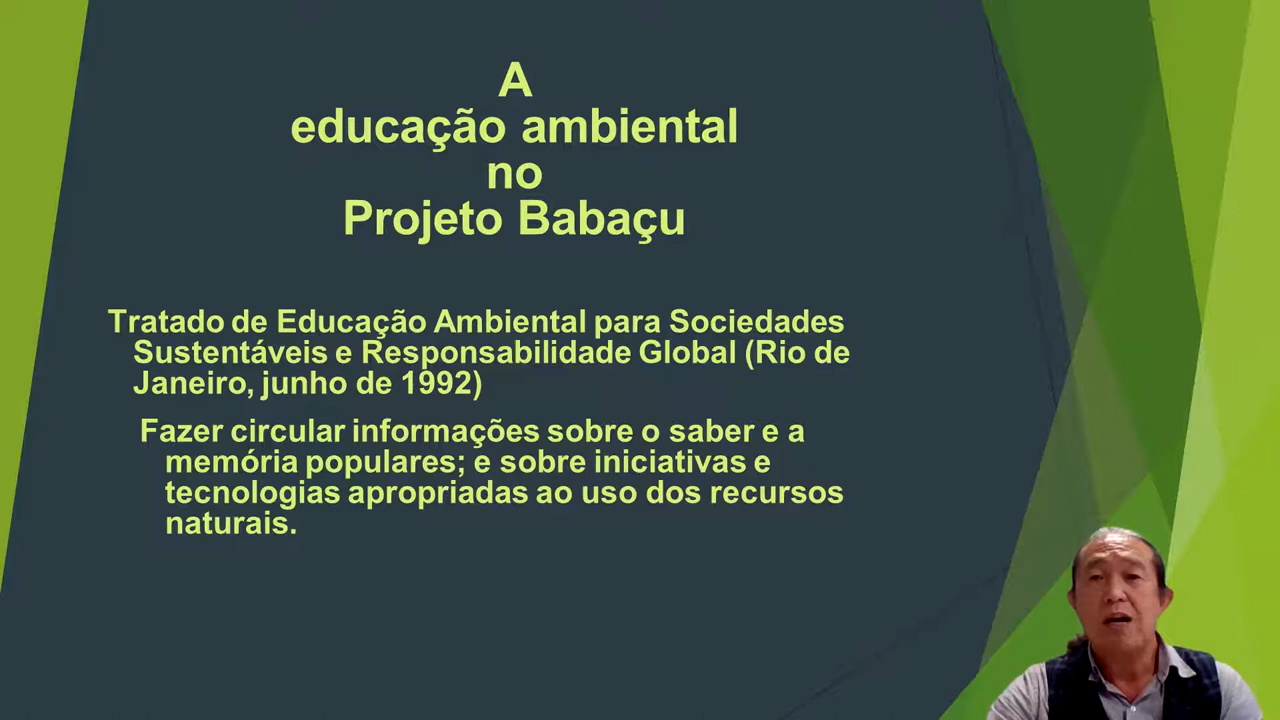 A
educação ambiental
no
Projeto Babaçu
Tratado de Educação Ambiental para Sociedades
Sustentáveis e Responsabilidade Global (Rio de
Janeiro, junho de 1992)
Fazer circular informações sobre o saber e a
memória populares; e sobre iniciativas e
tecnologias apropriadas ao uso dos recursos
naturais.